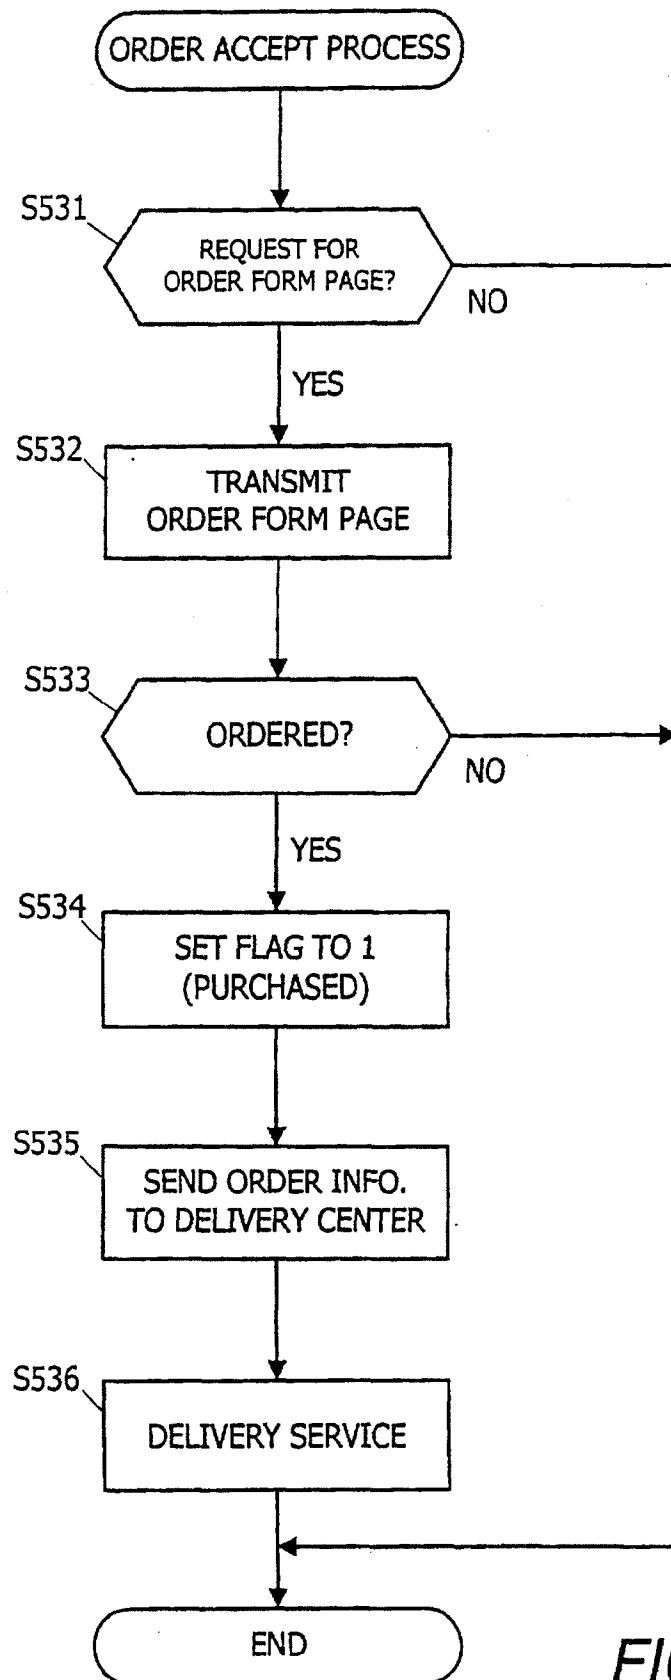 ORDER ACCEPT PROCESS
S531
REQUEST FOR
ORDER FORM PAGE?
NO
YES
S532
TRANSMIT
ORDER FORM PAGE
S533
ORDERED?
NO
YES
S534
SET FLAG TO 1
(PURCHASED)
S535
SEND ORDER INFO.
TO DELIVERY CENTER
S536
DELIVERY SERVICE
END